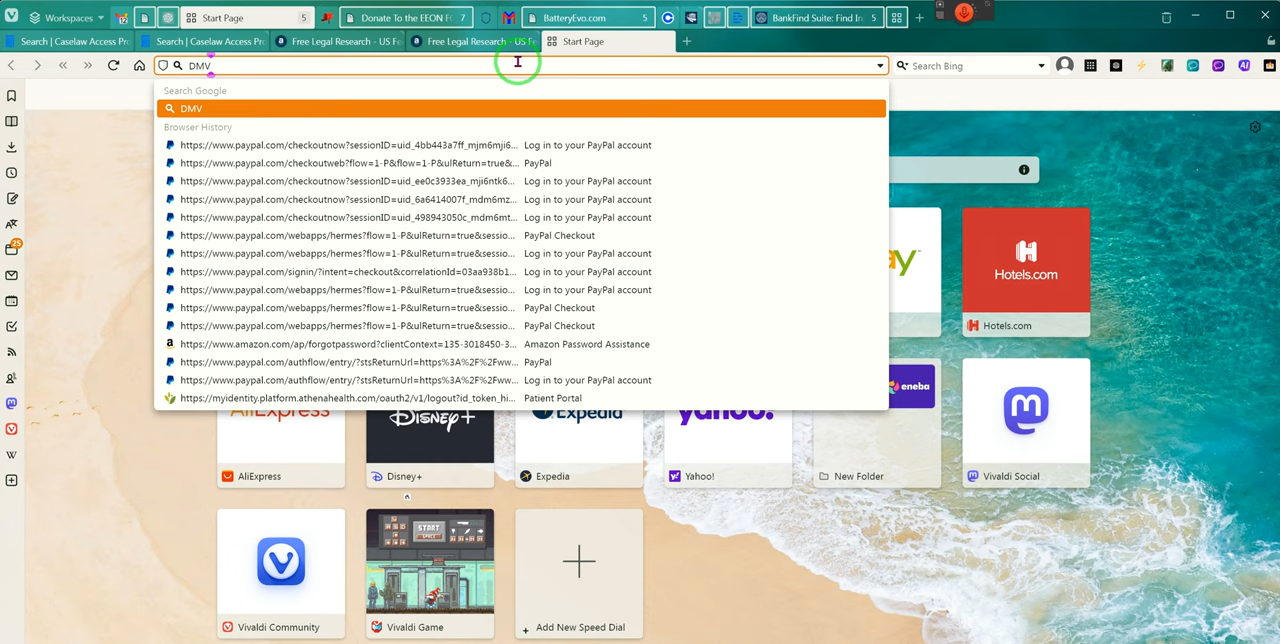 Workspaces
Start Page 5
Donate To the EEON F 7
BatteryEvo.com 5
BankFind Suite: Find In 5
Search | Caselaw Access Pr
Search | Caselaw Access Pr
Free Legal Research - US F
Free Legal Research - US F
Start Page
DMV
Search Bing
AI
25
Search Google
DMV
Browser History
https://www.paypal.com/checkoutnow?sessionID=uid_4bb443a7ff_mjm6mji6... Log in to your PayPal account
https://www.paypal.com/checkoutweb?flow=1-P&flow=1-P&ulReturn=true&... PayPal
https://www.paypal.com/checkoutnow?sessionID=uid_ee0c3933ea_mji6ntk6... Log in to your PayPal account
https://www.paypal.com/checkoutnow?sessionID=uid_6a6414007f_mdm6mz... Log in to your PayPal account
https://www.paypal.com/checkoutnow?sessionID=uid_498943050c_mdm6mt... Log in to your PayPal account
https://www.paypal.com/webapps/hermes?flow=1-P&ulReturn=true&sessio... PayPal Checkout
https://www.paypal.com/webapps/hermes?flow=1-P&ulReturn=true&sessio... Log in to your PayPal account
https://www.paypal.com/signin/?intent=checkout&correlationId=03aa938b1... Log in to your PayPal account
https://www.paypal.com/webapps/hermes?flow=1-P&ulReturn=true&sessio... Log in to your PayPal account
https://www.paypal.com/webapps/hermes?flow=1-P&ulReturn=true&sessio... PayPal Checkout
https://www.paypal.com/webapps/hermes?flow=1-P&ulReturn=true&sessio... PayPal Checkout
https://www.amazon.com/ap/forgotpassword?clientContext=135-3018450-3... Amazon Password Assistance
https://www.paypal.com/authflow/entry/?stsReturnUrl=https%3A%2F%2Fww... PayPal
https://www.paypal.com/authflow/entry/?stsReturnUrl=https%3A%2F%2Fww... Log in to your PayPal account
https://myidentity.platform.athenahealth.com/oauth2/v1/logout?id_token_hi... Patient Portal
Hotels.com
Hotels.com
eneba
AliExpress
Disney+
Expedia
yahoo!
AliExpress
Disney+
Expedia
Yahoo!
New Folder
Vivaldi Social
START
SPACE
Vivaldi Community
Vivaldi Game
Add New Speed Dial